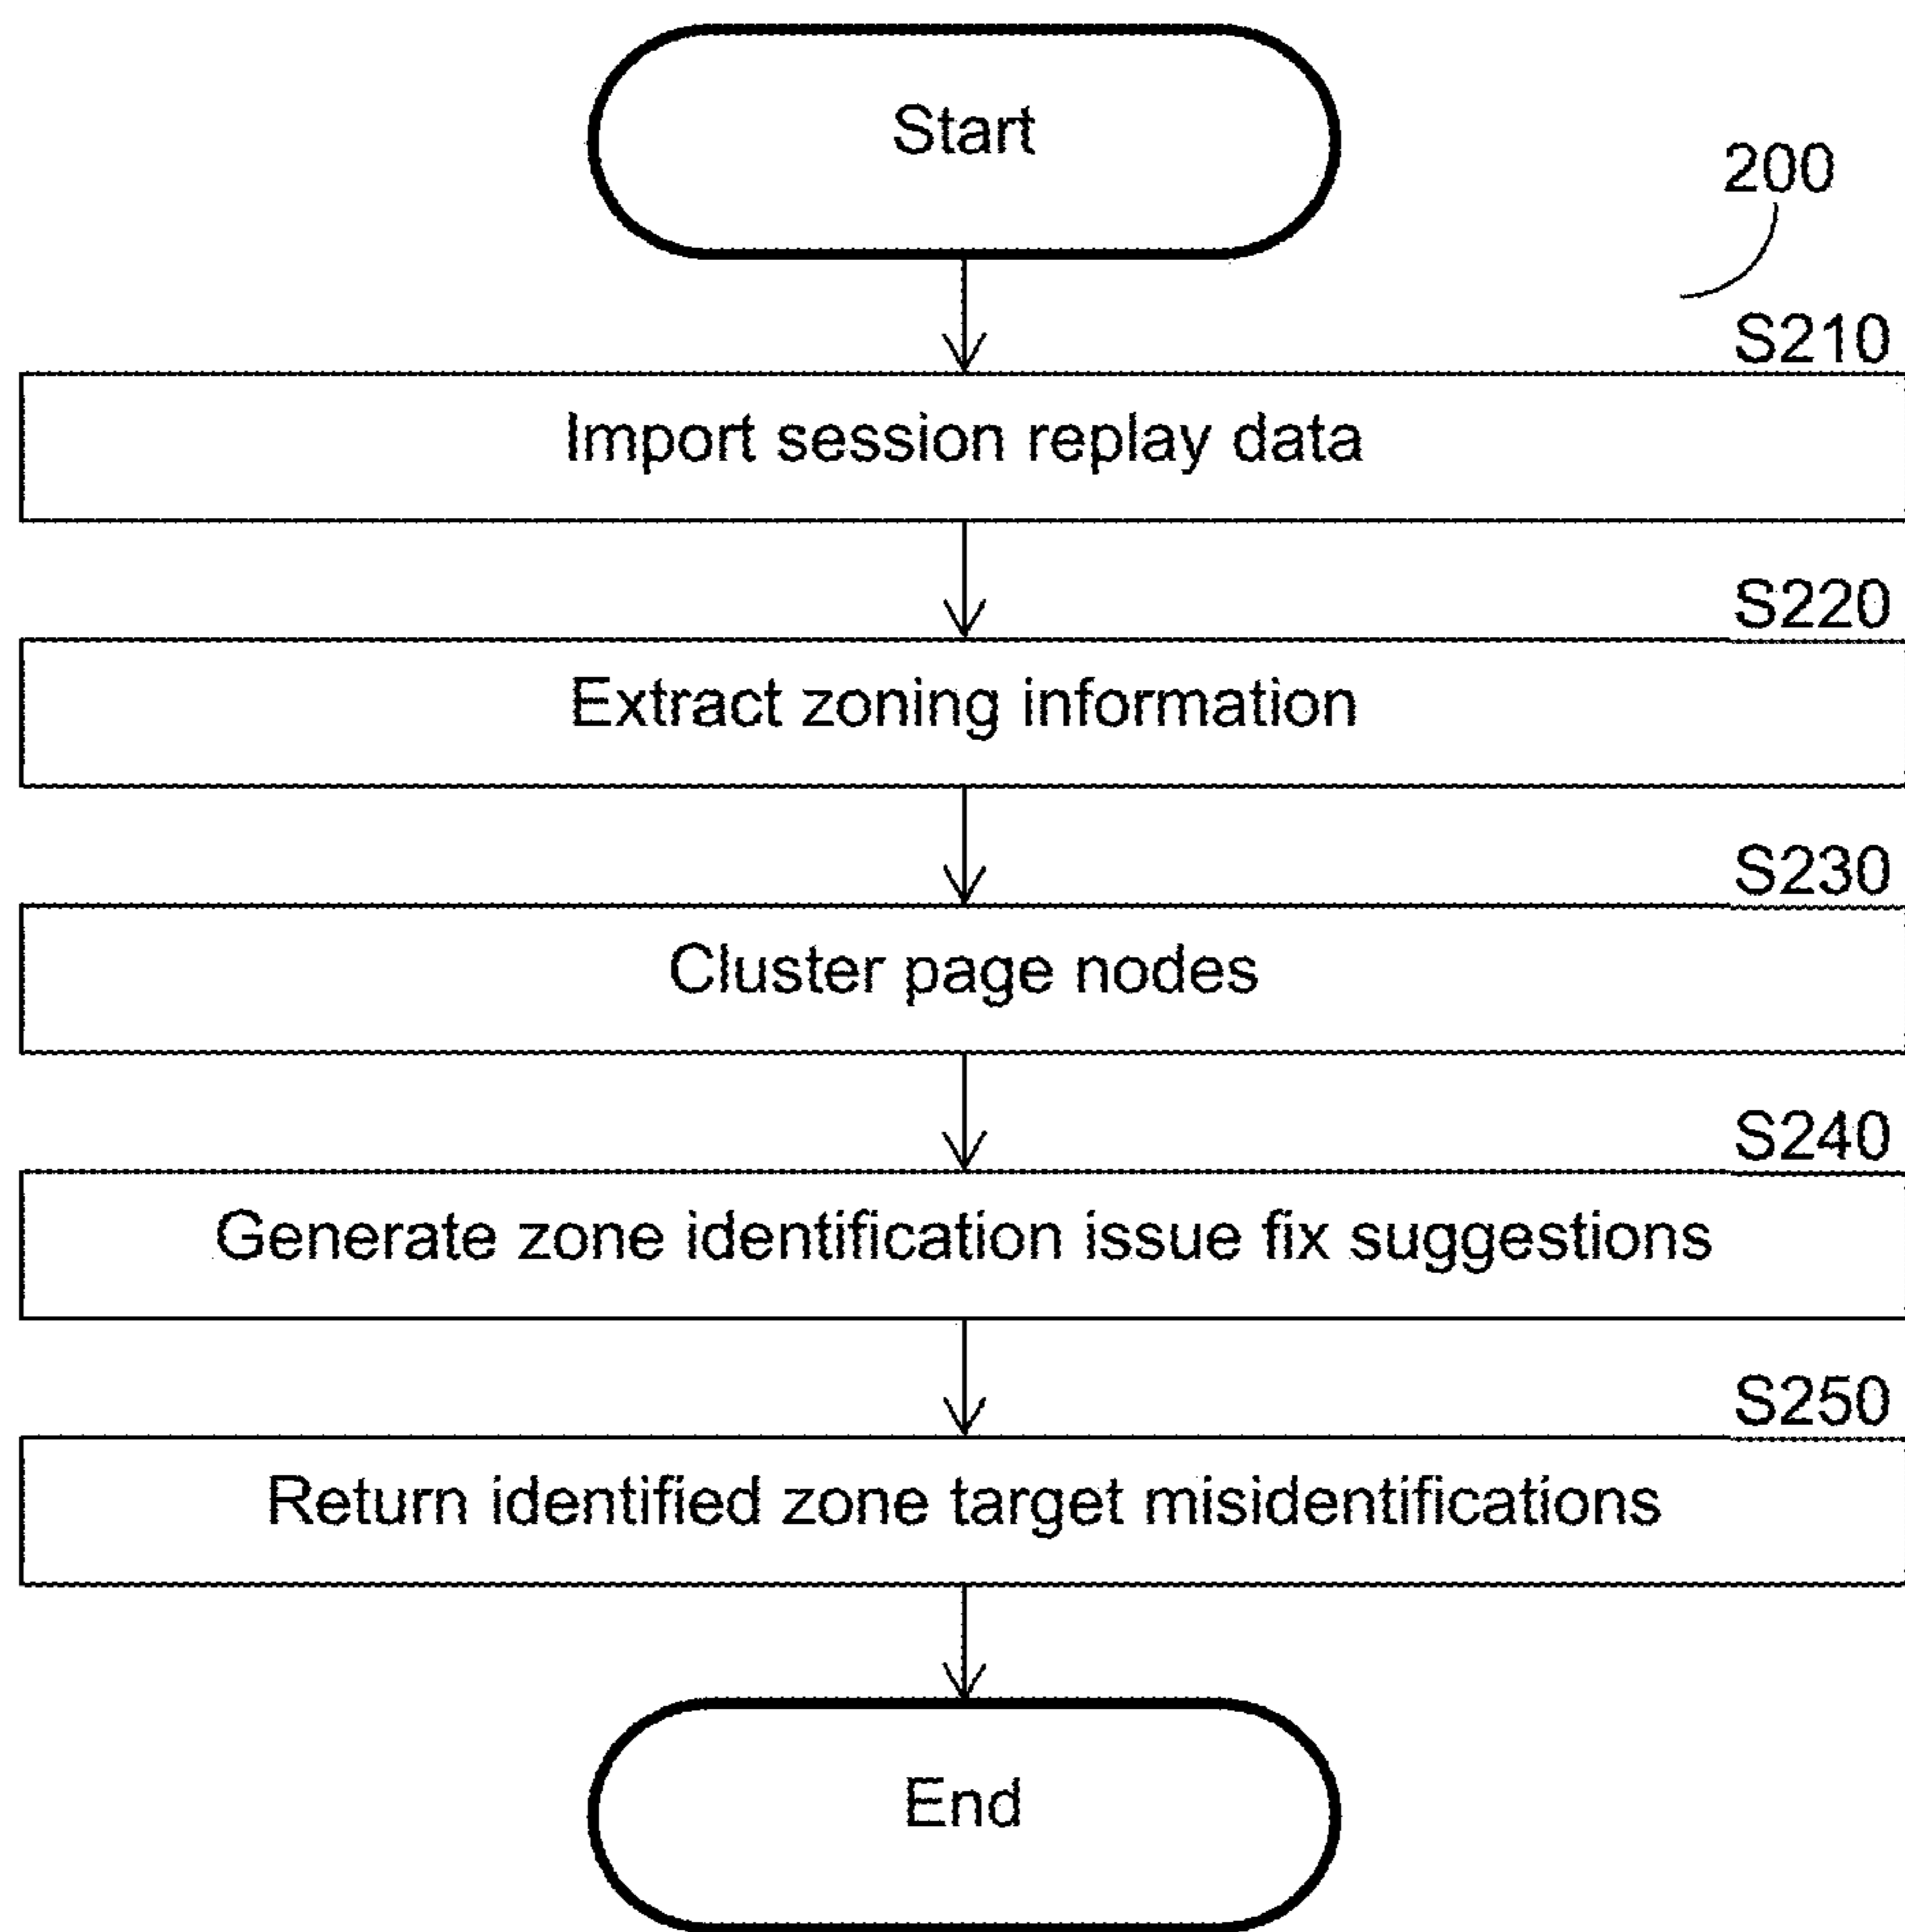 Start
200
S210
Import session replay data
S220
Extract zoning information
S230
Cluster page nodes
S240
Generate zone identification issue fix suggestions
S250
Return identified zone target misidentifications
End